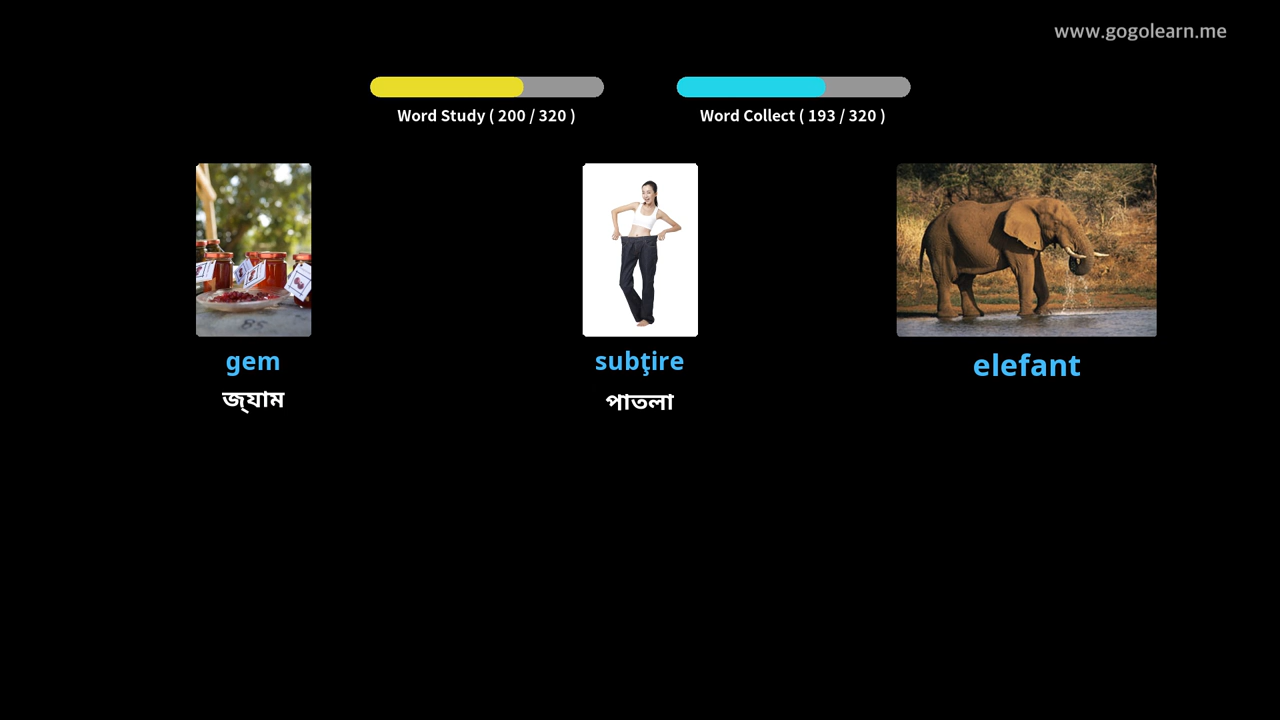 www.gogolearn.me
Word Study ( 200 / 320 )
Word Collect ( 193 / 320 )
gem
subţire
elefant
জ্যাম
পাতলা